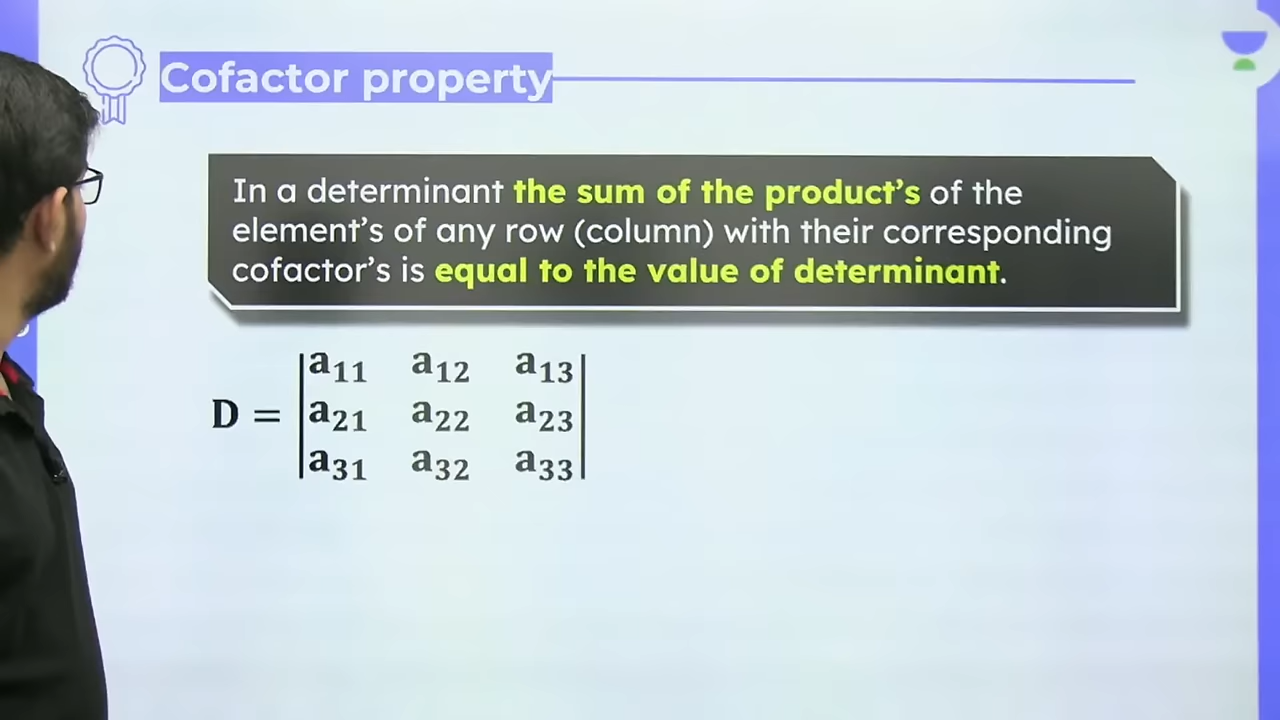 Cofactor property
In a determinant the sum of the product's of the
element's of any row (column) with their corresponding
cofactor's is equal to the value of determinant.
D = |a₁₁ a₁₂ a₁₃|
|a₂₁ a₂₂ a₂₃|
|a₃₁ a₃₂ a₃₃|